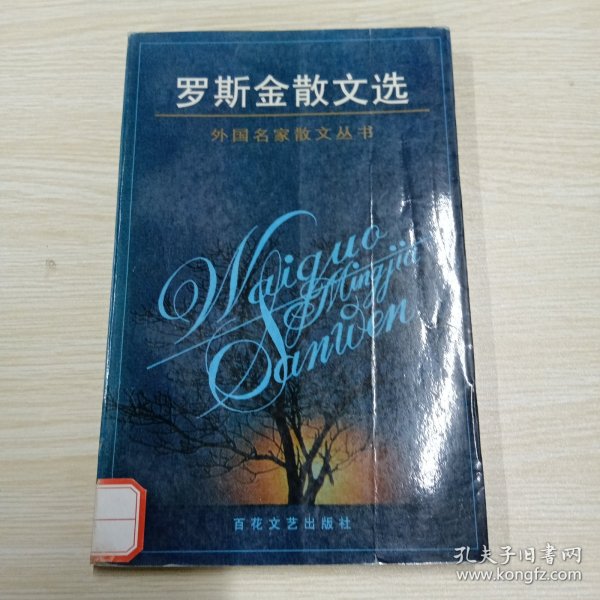 罗斯金散文选
外国名家散文丛书
Waiguo
Mingjia
Sanwen
百花文艺出版社
孔夫子旧书网
www.kongfz.com